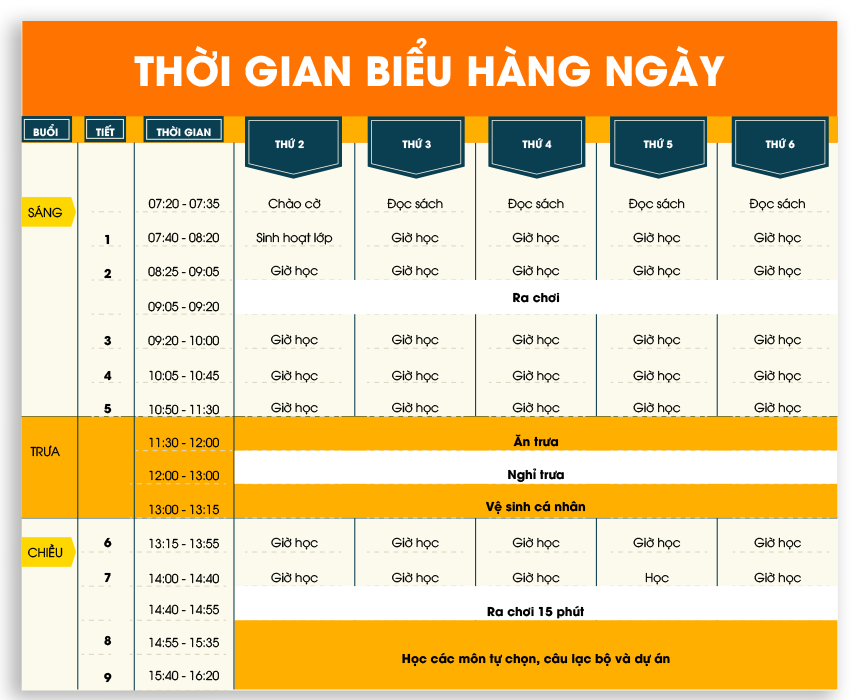 THỜI GIAN BIỂU HÀNG NGÀY
BUỔI TIẾT THỜI GIAN THỨ 2 THỨ 3 THỨ 4 THỨ 5 THỨ 6
SÁNG 07:20 - 07:35 Chào cờ Đọc sách Đọc sách Đọc sách Đọc sách
1 07:40 - 08:20 Sinh hoạt lớp Giờ học Giờ học Giờ học Giờ học
2 08:25 - 09:05 Giờ học Giờ học Giờ học Giờ học Giờ học
09:05 - 09:20 Ra chơi
3 09:20 - 10:00 Giờ học Giờ học Giờ học Giờ học Giờ học
4 10:05 - 10:45 Giờ học Giờ học Giờ học Giờ học Giờ học
5 10:50 - 11:30 Giờ học Giờ học Giờ học Giờ học Giờ học
TRƯA 11:30 - 12:00 Ăn trưa
12:00 - 13:00 Nghỉ trưa
13:00 - 13:15 Vệ sinh cá nhân
CHIỀU 6 13:15 - 13:55 Giờ học Giờ học Giờ học Giờ học Giờ học
7 14:00 - 14:40 Giờ học Giờ học Giờ học Học Giờ học
14:40 - 14:55 Ra chơi 15 phút
8 14:55 - 15:35 Học các môn tự chọn, câu lạc bộ và dự án
9 15:40 - 16:20